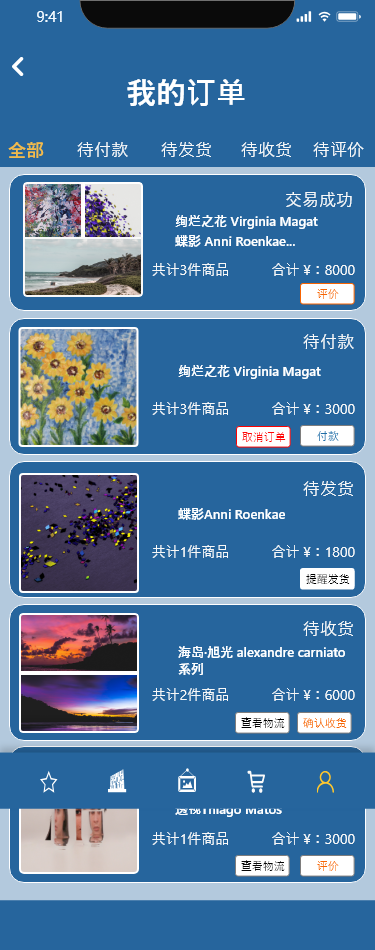 9:41
我的订单
全部 待付款 待发货 待收货 待评价
交易成功
绚烂之花 Virginia Magat
蝶影 Anni Roenkae...
共计3件商品 合计 ¥：8000
评价
待付款
绚烂之花 Virginia Magat
共计3件商品 合计 ¥：3000
取消订单 付款
待发货
蝶影Anni Roenkae
共计1件商品 合计 ¥：1800
提醒发货
待收货
海岛·旭光 alexandre carniato
系列
共计2件商品 合计 ¥：6000
查看物流 确认收货
透视Thiago Matos
共计1件商品 合计 ¥：3000
查看物流 评价